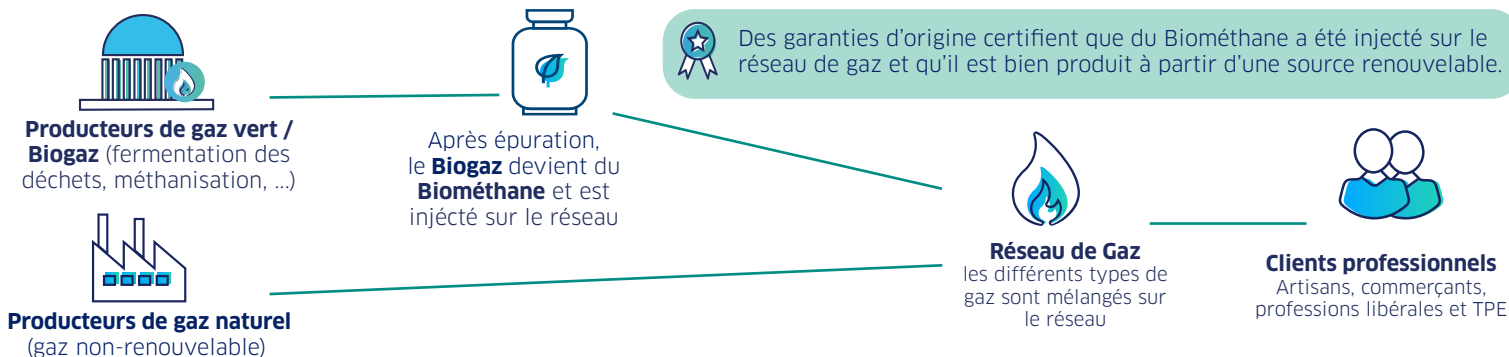 Des garanties d'origine certifient que du Biométhane a été injecté sur le
réseau de gaz et qu'il est bien produit à partir d'une source renouvelable.
Producteurs de gaz vert /
Biogaz (fermentation des
déchets, méthanisation, ...)
Après épuration,
le Biogaz devient du
Biométhane et est
injécté sur le réseau
Producteurs de gaz naturel
(gaz non-renouvelable)
Réseau de Gaz
les différents types de
gaz sont mélangés sur
le réseau
Clients professionnels
Artisans, commerçants,
professions libérales et TPE